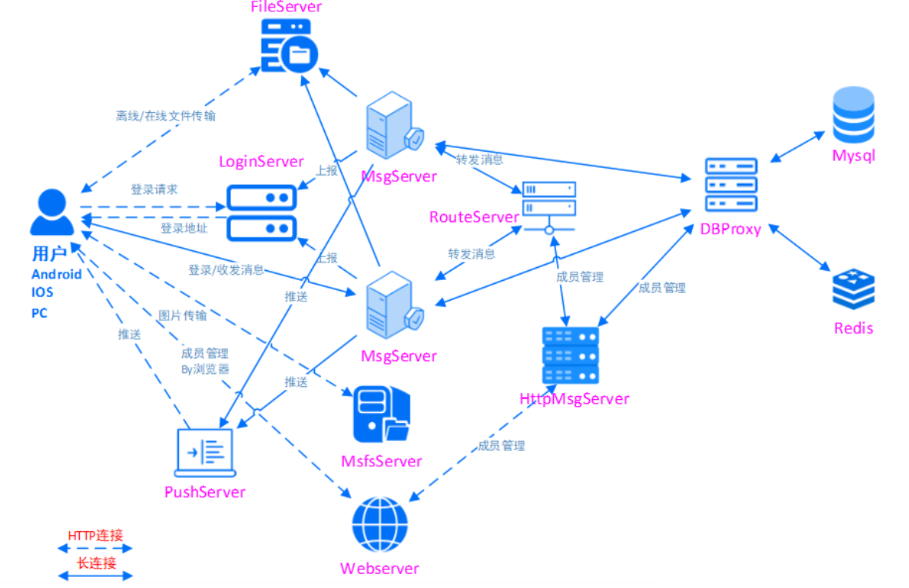 FileServer
离线/在线文件传输
Mysql
LoginServer
上报
MsgServer
转发消息
登录请求
RouteServer
DBProxy
登录地址
用户
Android
IOS
PC
登录/收发消息
上报
转发消息
成员管理
成员管理
推送
Redis
图片传输
推送
成员管理
By浏览器
MsgServer
推送
HttpMsgServer
成员管理
MsfsServer
PushServer
HTTP连接
长连接
Webserver